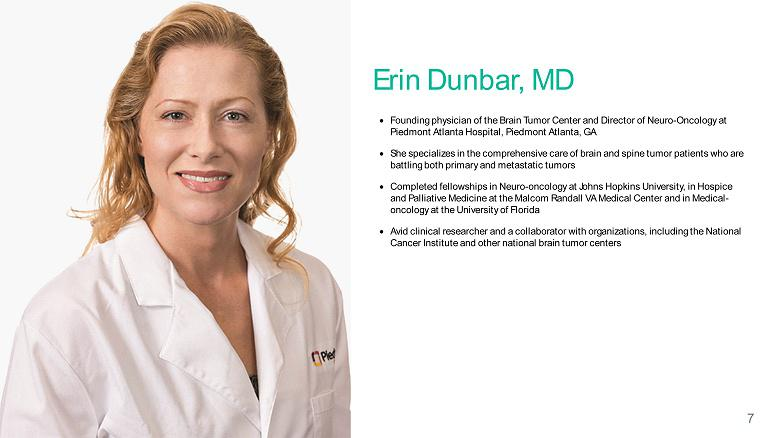 Erin Dunbar, MD
• Founding physician of the Brain Tumor Center and Director of Neuro-Oncology at
Piedmont Atlanta Hospital, Piedmont Atlanta, GA
• She specializes in the comprehensive care of brain and spine tumor patients who are
battling both primary and metastatic tumors
• Completed fellowships in Neuro-oncology at Johns Hopkins University, in Hospice
and Palliative Medicine at the Malcom Randall VA Medical Center and in Medical-
oncology at the University of Florida
• Avid clinical researcher and a collaborator with organizations, including the National
Cancer Institute and other national brain tumor centers
Pied
7